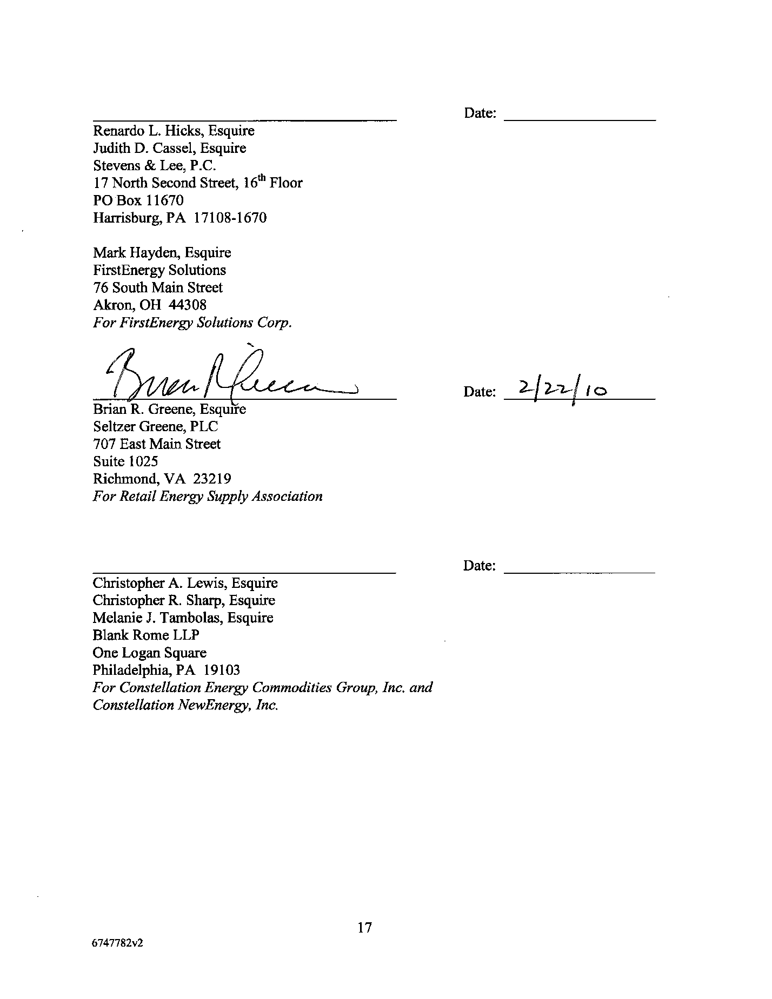 Date:
Renardo L. Hicks, Esquire
Judith D. Cassel, Esquire
Stevens & Lee, P.C.
17 North Second Street, 16th Floor
PO Box 11670
Harrisburg, PA 17108-1670
Mark Hayden, Esquire
FirstEnergy Solutions
76 South Main Street
Akron, OH 44308
For FirstEnergy Solutions Corp.
Brian R Greene Date: 2/22/10
Brian R. Greene, Esquire
Seltzer Greene, PLC
707 East Main Street
Suite 1025
Richmond, VA 23219
For Retail Energy Supply Association
Date:
Christopher A. Lewis, Esquire
Christopher R. Sharp, Esquire
Melanie J. Tambolas, Esquire
Blank Rome LLP
One Logan Square
Philadelphia, PA 19103
For Constellation Energy Commodities Group, Inc. and
Constellation NewEnergy, Inc.
17
6747782v2